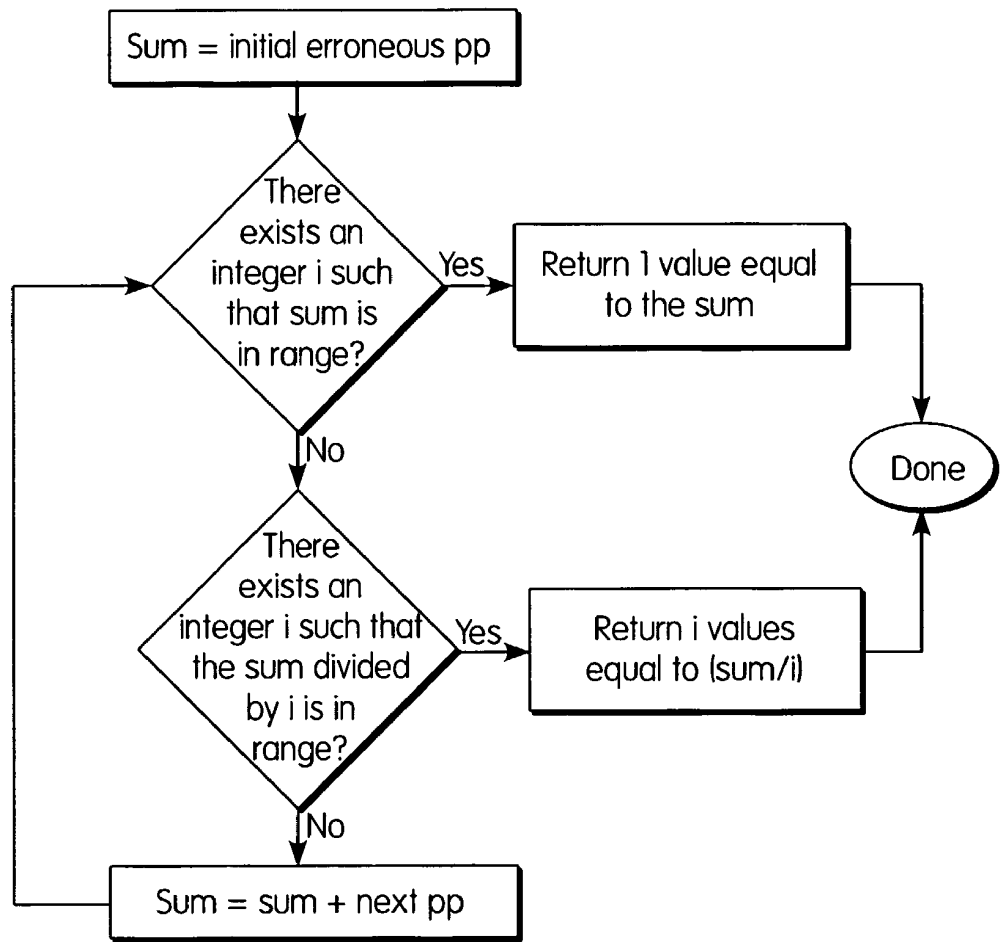 Sum = initial erroneous pp
There
exists an
integer i such
that sum is
in range?
Yes
Return 1 value equal
to the sum
No
Done
There
exists an
integer i such that
the sum divided
by i is in
range?
Yes
Return i values
equal to (sum/i)
No
Sum = sum + next pp